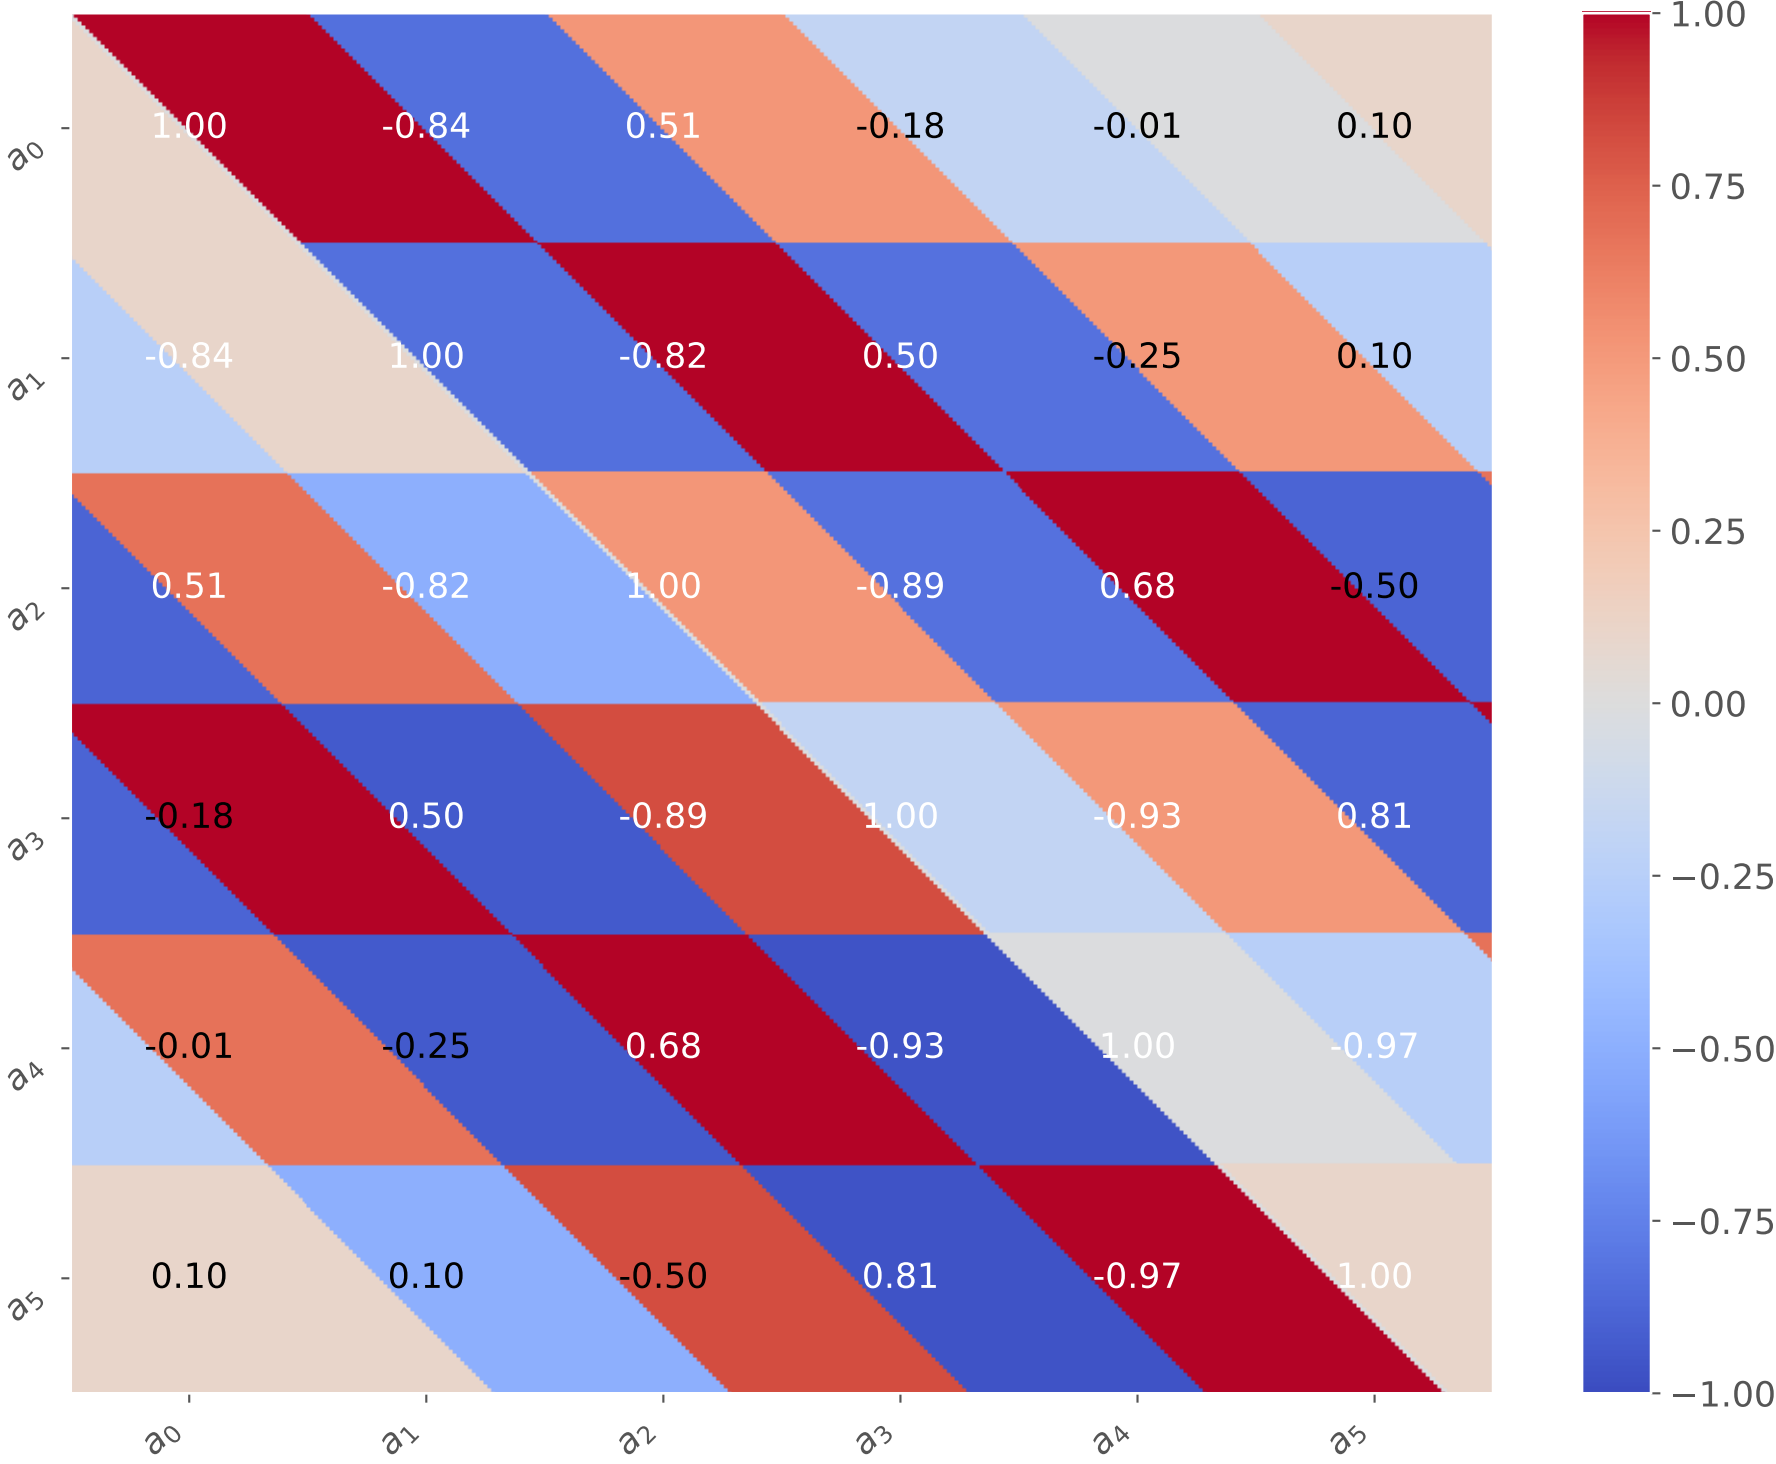 1.00
a₀ 1.00 -0.84 0.51 -0.18 -0.01 0.10
0.75
a₁ -0.84 1.00 -0.82 0.50 -0.25 0.10
0.50
0.25
a₂ 0.51 -0.82 1.00 -0.89 0.68 -0.50
0.00
a₃ -0.18 0.50 -0.89 1.00 -0.93 0.81
−0.25
a₄ -0.01 -0.25 0.68 -0.93 1.00 -0.97
−0.50
−0.75
a₅ 0.10 0.10 -0.50 0.81 -0.97 1.00
−1.00
a₀ a₁ a₂ a₃ a₄ a₅